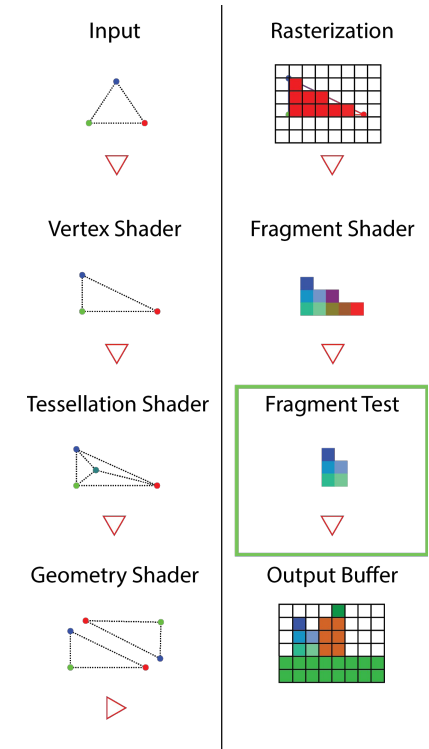 Input
Vertex Shader
Tessellation Shader
Geometry Shader
Rasterization
Fragment Shader
Fragment Test
Output Buffer